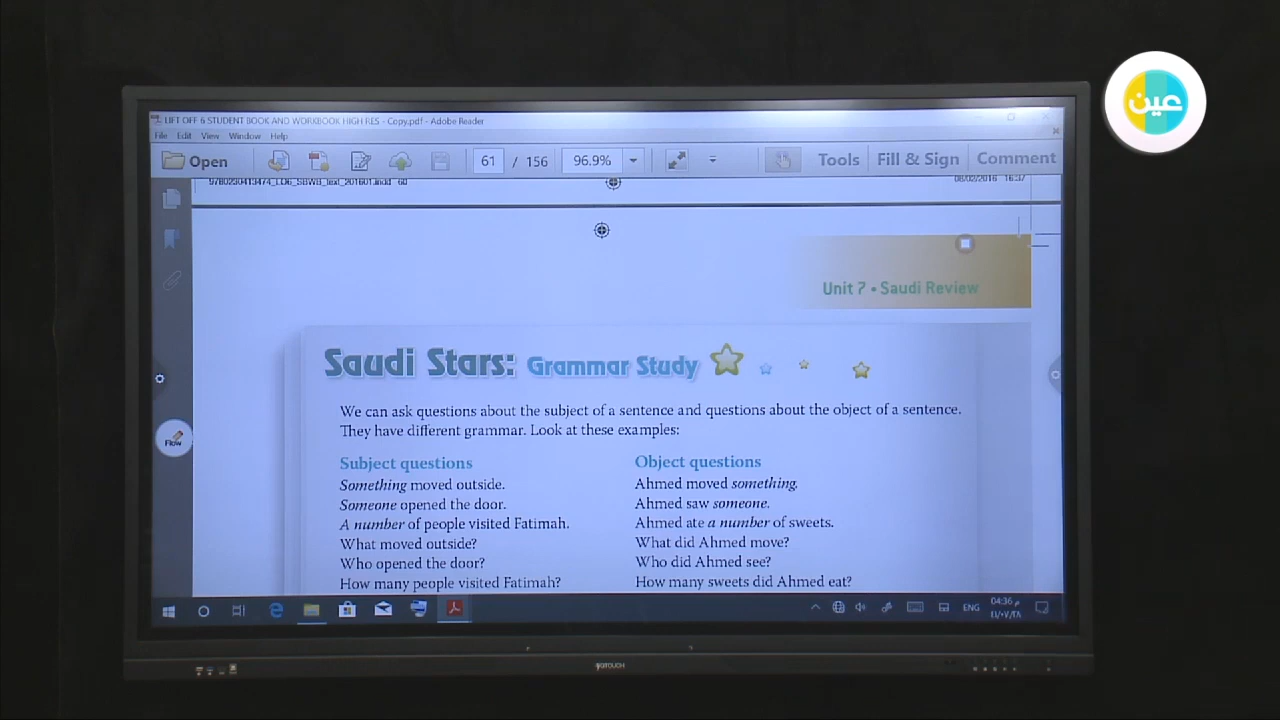 عين
LIFT OFF 6 STUDENT BOOK AND WORKBOOK HIGH RES - Copy.pdf - Adobe Reader
File Edit View Window Help
Open 61 / 156 96.9% Tools Fill & Sign Comment
08/02/2016 16:37
Unit 7 • Saudi Review
Saudi Stars: Grammar Study
We can ask questions about the subject of a sentence and questions about the object of a sentence.
They have different grammar. Look at these examples:
Subject questions
Something moved outside.
Someone opened the door.
A number of people visited Fatimah.
What moved outside?
Who opened the door?
How many people visited Fatimah?
Object questions
Ahmed moved something.
Ahmed saw someone.
Ahmed ate a number of sweets.
What did Ahmed move?
Who did Ahmed see?
How many sweets did Ahmed eat?
Flow
ENG
04:36 م